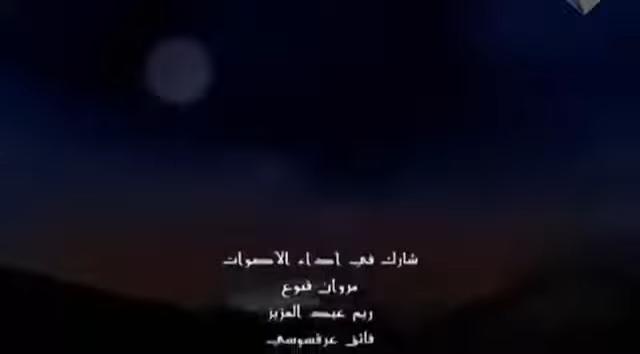 شارك في أداء الأصوات
مروان فنوع
ريم عبد العزيز
فائق عرقسوسي